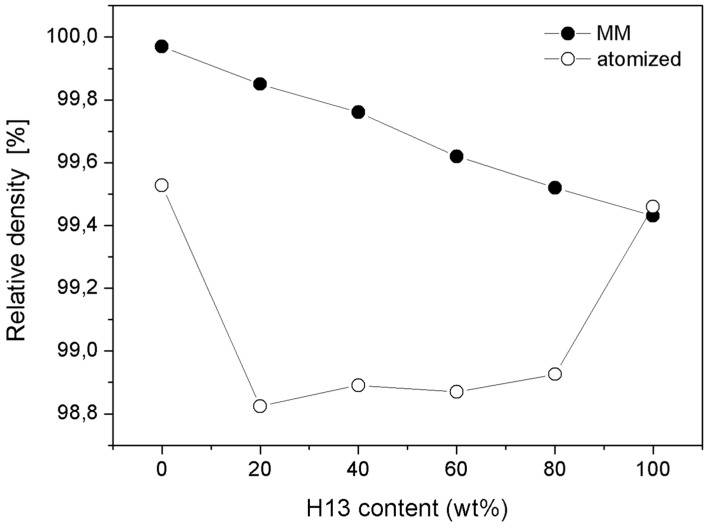 100,0
99,8
99,6
99,4
99,2
99,0
98,8
Relative density [%]
MM
atomized
0 20 40 60 80 100
H13 content (wt%)